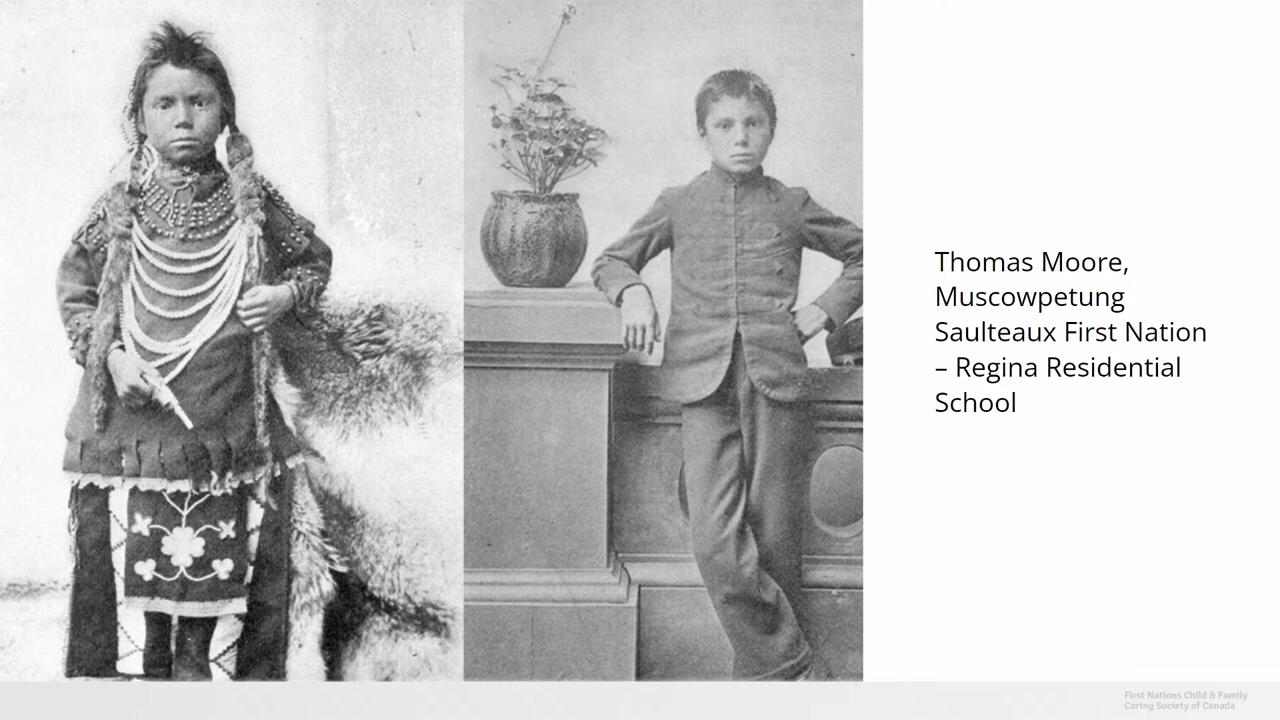 Thomas Moore,
Muscowpetung
Saulteaux First Nation
– Regina Residential
School
First Nations Child & Family
Caring Society of Canada